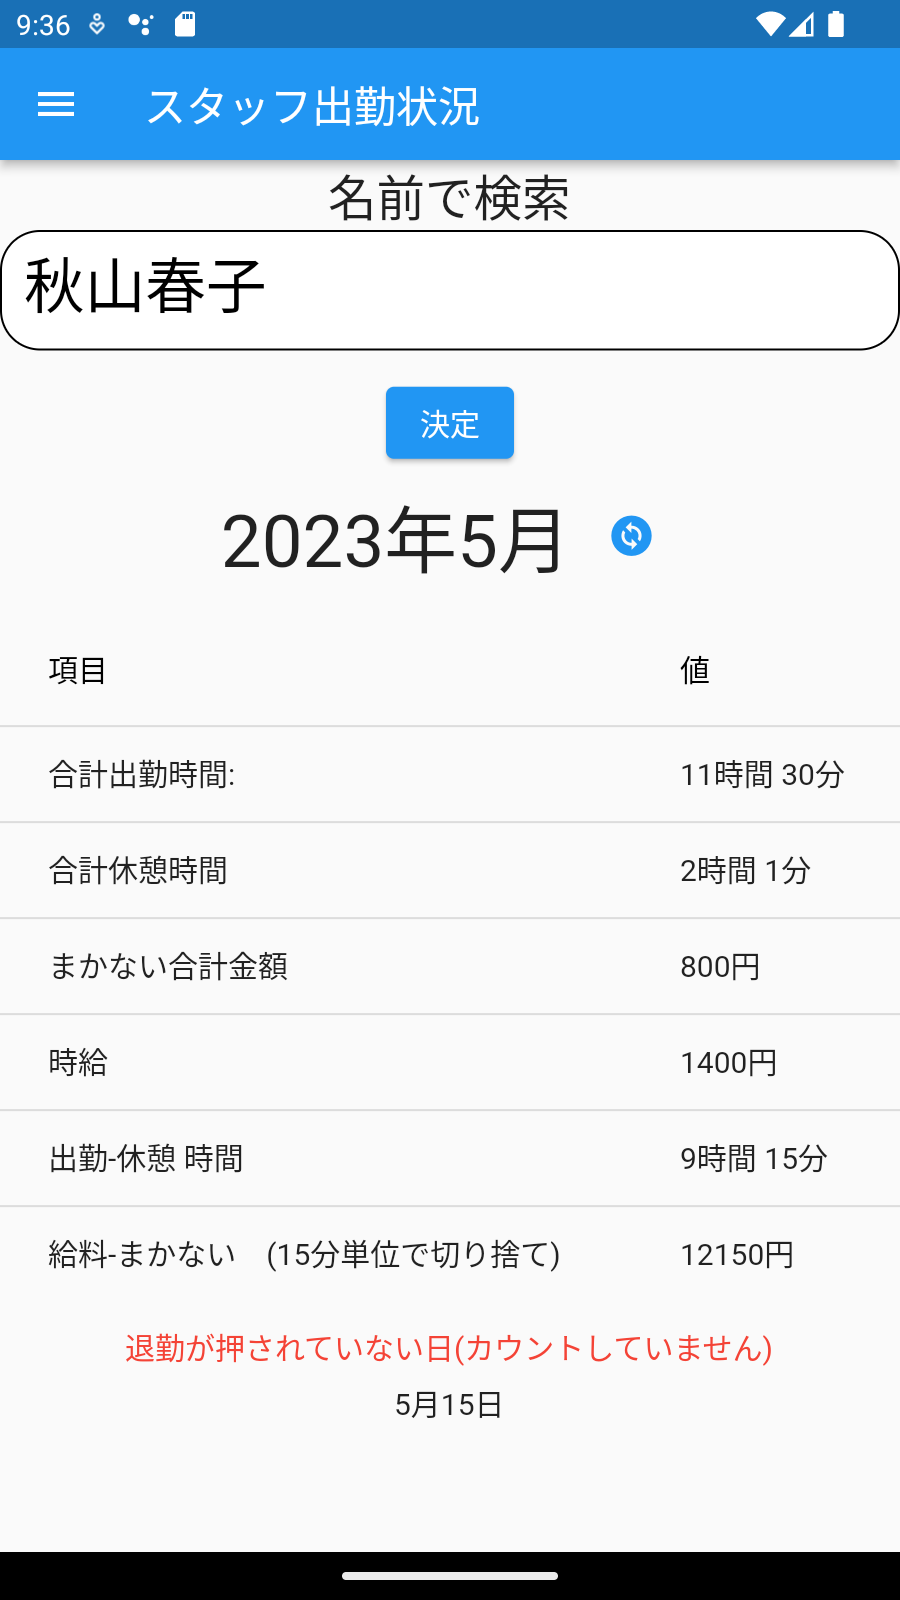 9:36
スタッフ出勤状況
名前で検索
秋山春子
決定
2023年5月
項目 値
合計出勤時間: 11時間 30分
合計休憩時間 2時間 1分
まかない合計金額 800円
時給 1400円
出勤-休憩 時間 9時間 15分
給料-まかない　(15分単位で切り捨て) 12150円
退勤が押されていない日(カウントしていません)
5月15日